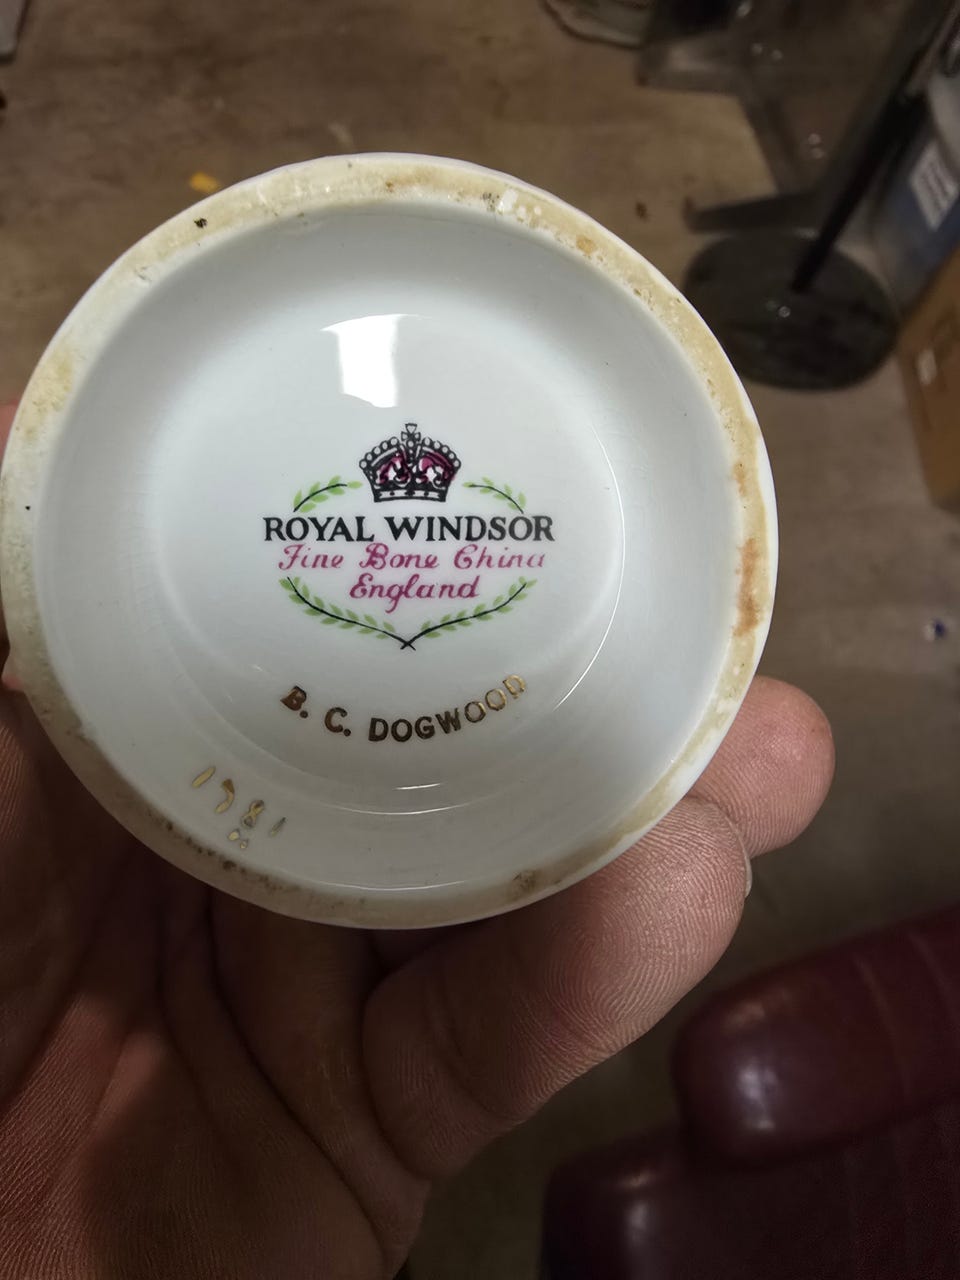 ROYAL WINDSOR
Fine Bone China
England
B. C. DOGWOOD